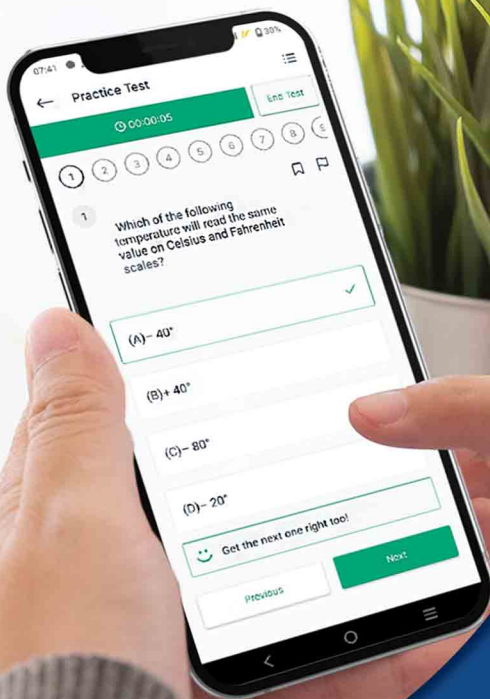 07:41
30%
← Practice Test
00:00:05
End Test
1 2 3 4 5 6 7 8
1
Which of the following
temperature will read the same
value on Celsius and Fahrenheit
scales?
(A)– 40°
(B)+ 40°
(C)– 80°
(D)– 20°
Get the next one right too!
Previous
Next